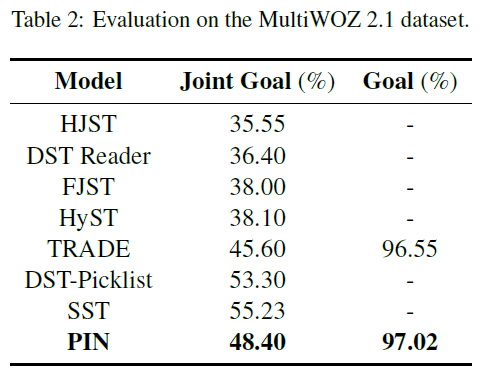 Table 2: Evaluation on the MultiWOZ 2.1 dataset.
Model Joint Goal (%) Goal (%)
HJST 35.55 -
DST Reader 36.40 -
FJST 38.00 -
HyST 38.10 -
TRADE 45.60 96.55
DST-Picklist 53.30 -
SST 55.23 -
PIN 48.40 97.02